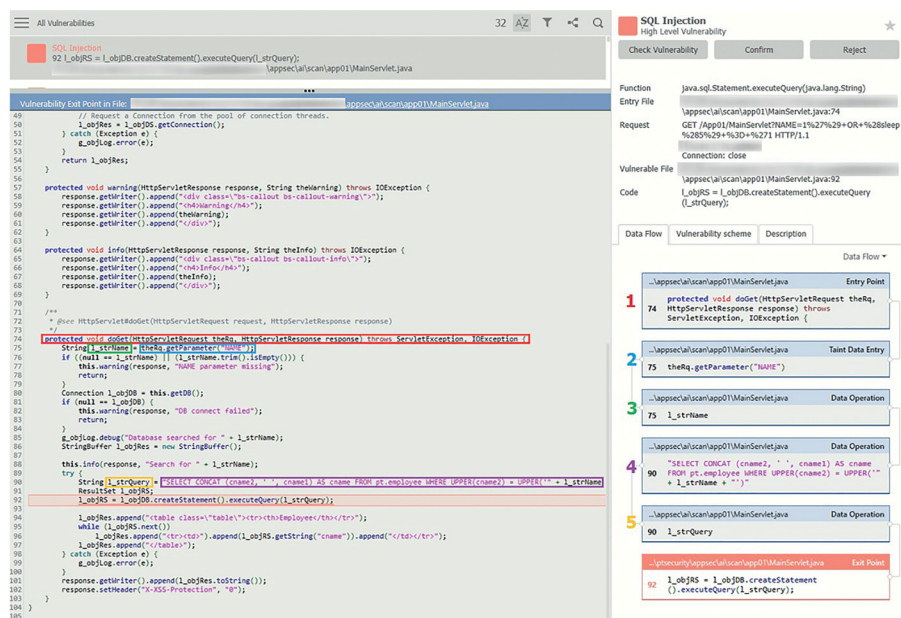 All Vulnerabilities
32
SQL Injection
92 l_objRS = l_objDB.createStatement().executeQuery(l_strQuery);
\appsec\ai\scan\app01\MainServlet.java
Vulnerability Exit Point in File: .appsec\ai\scan\app01\MainServlet.java
49 // Request a Connection from the pool of connection threads.
50 l_objRes = l_objDS.getConnection();
51 } catch (Exception e) {
52 g_objLog.error(e);
53 }
54 return l_objRes;
55 }
56
57 protected void warning(HttpServletResponse response, String theWarning) throws IOException {
58 response.getWriter().append("<div class=\"bs-callout bs-callout-warning\">");
59 response.getWriter().append("<h4>Warning</h4>");
60 response.getWriter().append(theWarning);
61 response.getWriter().append("</div>");
62 }
63
64 protected void info(HttpServletResponse response, String theInfo) throws IOException {
65 response.getWriter().append("<div class=\"bs-callout bs-callout-info\">");
66 response.getWriter().append("<h4>Info</h4>");
67 response.getWriter().append(theInfo);
68 response.getWriter().append("</div>");
69 }
70
71 /**
72 * @see HttpServlet#doGet(HttpServletRequest request, HttpServletResponse response)
73 */
74 protected void doGet(HttpServletRequest theRq, HttpServletResponse response) throws ServletException, IOException {
75 String l_strName = theRq.getParameter("NAME");
76 if ((null == l_strName) || (l_strName.trim().isEmpty())) {
77 this.warning(response, "NAME parameter missing");
78 return;
79 }
80 Connection l_objDB = this.getDB();
81 if (null == l_objDB) {
82 this.warning(response, "DB connect failed");
83 return;
84 }
85 g_objLog.debug("Database searched for " + l_strName);
86 StringBuffer l_objRes = new StringBuffer();
87
88 this.info(response, "Search for " + l_strName);
89 try {
90 String l_strQuery = "SELECT CONCAT (cname2, ' ', cname1) AS cname FROM pt.employee WHERE UPPER(cname2) = UPPER('" + l_strName
91 ResultSet l_objRS;
92 l_objRS = l_objDB.createStatement().executeQuery(l_strQuery);
93
94 l_objRes.append("<table class=\"table\"><tr><th>Employee</th></tr>");
95 while (l_objRS.next())
96 l_objRes.append("<tr><td>").append(l_objRS.getString("cname")).append("</td></tr>");
97 l_objRes.append("</table>");
98 } catch (Exception e) {
99 g_objLog.error(e);
100 }
101 response.getWriter().append(l_objRes.toString());
102 response.setHeader("X-XSS-Protection", "0");
103 }
104 }
105
SQL Injection
High Level Vulnerability
Check Vulnerability Confirm Reject
Function java.sql.Statement.executeQuery(java.lang.String)
Entry File
\appsec\ai\scan\app01\MainServlet.java:74
Request GET /App01/MainServlet?NAME=1%27%29+OR+%28sleep
%285%29+%3D+%271 HTTP/1.1
Connection: close
Vulnerable File
\appsec\ai\scan\app01\MainServlet.java:92
Code l_objRS = l_objDB.createStatement().executeQuery
(l_strQuery);
Data Flow Vulnerability scheme Description
Data Flow
1
...\appsec\ai\scan\app01\MainServlet.java Entry Point
74 protected void doGet(HttpServletRequest theRq,
HttpServletResponse response) throws
ServletException, IOException {
2
...\appsec\ai\scan\app01\MainServlet.java Taint Data Entry
75 theRq.getParameter("NAME")
3
...\appsec\ai\scan\app01\MainServlet.java Data Operation
75 l_strName
4
...\appsec\ai\scan\app01\MainServlet.java Data Operation
90 "SELECT CONCAT (cname2, ' ', cname1) AS cname
FROM pt.employee WHERE UPPER(cname2) = UPPER('"
+ l_strName + "')"
5
...\appsec\ai\scan\app01\MainServlet.java Data Operation
90 l_strQuery
...ptsecurity\appsec\ai\scan\app01\MainServlet.java Exit Point
92 l_objRS = l_objDB.createStatement
().executeQuery(l_strQuery);